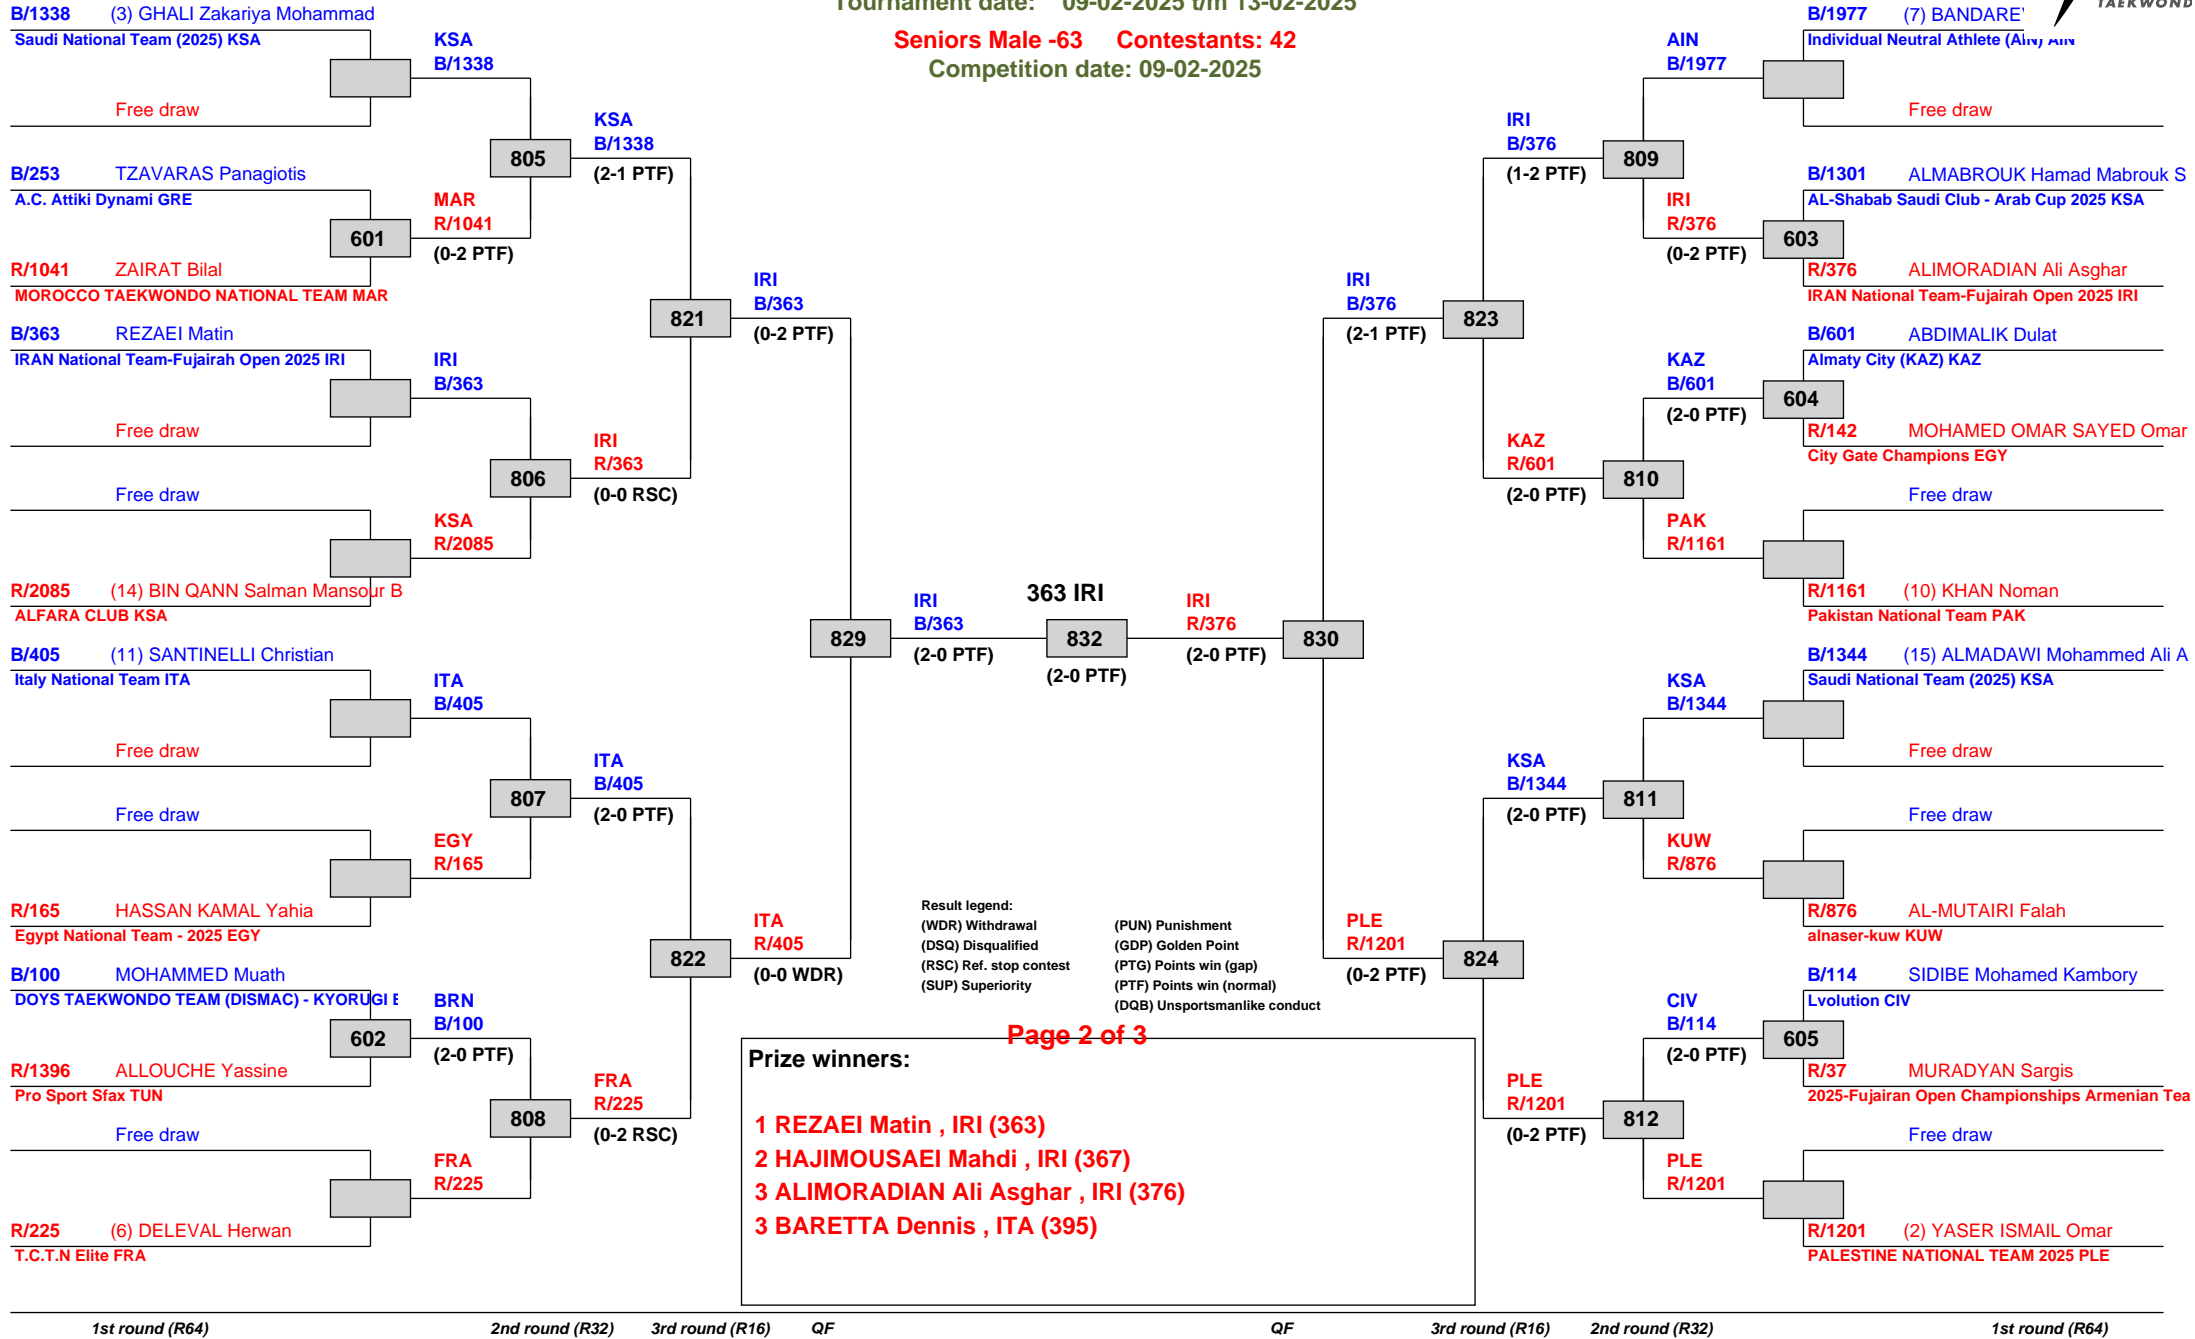 Tournament date: 09-02-2025 t/m 13-02-2025
Seniors Male -63 Contestants: 42
Competition date: 09-02-2025
B/1338 (3) GHALI Zakariya Mohammad
Saudi National Team (2025) KSA
Free draw
B/253 TZAVARAS Panagiotis
A.C. Attiki Dynami GRE
601
R/1041 ZAIRAT Bilal
MOROCCO TAEKWONDO NATIONAL TEAM MAR
B/363 REZAEI Matin
IRAN National Team-Fujairah Open 2025 IRI
Free draw
Free draw
R/2085 (14) BIN QANN Salman Mansour B
ALFARA CLUB KSA
B/405 (11) SANTINELLI Christian
Italy National Team ITA
Free draw
Free draw
R/165 HASSAN KAMAL Yahia
Egypt National Team - 2025 EGY
B/100 MOHAMMED Muath
DOYS TAEKWONDO TEAM (DISMAC) - KYORUGI
602
R/1396 ALLOUCHE Yassine
Pro Sport Sfax TUN
Free draw
R/225 (6) DELEVAL Herwan
T.C.T.N Elite FRA
KSA
B/1338
805
MAR
R/1041
(0-2 PTF)
IRI
B/363
806
KSA
R/2085
ITA
B/405
807
EGY
R/165
BRN
B/100
(2-0 PTF)
808
FRA
R/225
KSA
B/1338
(2-1 PTF)
821
IRI
R/363
(0-0 RSC)
ITA
B/405
(2-0 PTF)
822
FRA
R/225
(0-2 RSC)
IRI
B/363
(0-2 PTF)
829
ITA
R/405
(0-0 WDR)
IRI
B/363
(2-0 PTF)
363 IRI
832
(2-0 PTF)
IRI
R/376
(2-0 PTF)
830
IRI
B/376
(2-1 PTF)
PLE
R/1201
(0-2 PTF)
IRI
B/376
(1-2 PTF)
823
KAZ
R/601
(2-0 PTF)
KSA
B/1344
(2-0 PTF)
824
PLE
R/1201
(0-2 PTF)
AIN
B/1977
809
IRI
R/376
(0-2 PTF)
KAZ
B/601
(2-0 PTF)
810
PAK
R/1161
KSA
B/1344
811
KUW
R/876
CIV
B/114
(2-0 PTF)
812
PLE
R/1201
TAEKWOND
B/1977 (7) BANDARE
Individual Neutral Athlete (AIN) AIN
Free draw
B/1301 ALMABROUK Hamad Mabrouk S
AL-Shabab Saudi Club - Arab Cup 2025 KSA
603
R/376 ALIMORADIAN Ali Asghar
IRAN National Team-Fujairah Open 2025 IRI
B/601 ABDIMALIK Dulat
Almaty City (KAZ) KAZ
604
R/142 MOHAMED OMAR SAYED Omar
City Gate Champions EGY
Free draw
R/1161 (10) KHAN Noman
Pakistan National Team PAK
B/1344 (15) ALMADAWI Mohammed Ali A
Saudi National Team (2025) KSA
Free draw
Free draw
R/876 AL-MUTAIRI Falah
alnaser-kuw KUW
B/114 SIDIBE Mohamed Kambory
Lvolution CIV
605
R/37 MURADYAN Sargis
2025-Fujairan Open Championships Armenian Tea
Free draw
R/1201 (2) YASER ISMAIL Omar
PALESTINE NATIONAL TEAM 2025 PLE
Result legend:
(WDR) Withdrawal (PUN) Punishment
(DSQ) Disqualified (GDP) Golden Point
(RSC) Ref. stop contest (PTG) Points win (gap)
(SUP) Superiority (PTF) Points win (normal)
(DQB) Unsportsmanlike conduct
Page 2 of 3
Prize winners:
1 REZAEI Matin , IRI (363)
2 HAJIMOUSAEI Mahdi , IRI (367)
3 ALIMORADIAN Ali Asghar , IRI (376)
3 BARETTA Dennis , ITA (395)
1st round (R64) 2nd round (R32) 3rd round (R16) QF QF 3rd round (R16) 2nd round (R32) 1st round (R64)